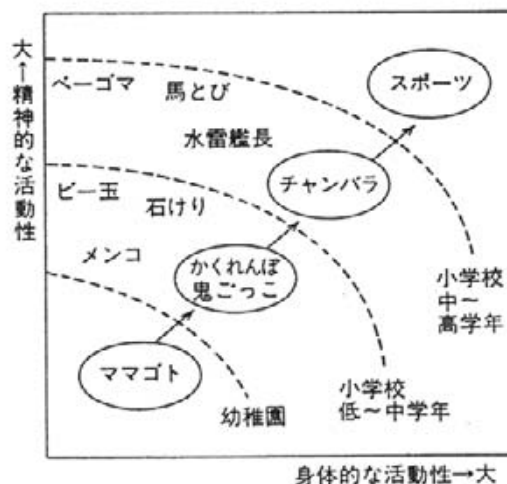 大←精神的な活動性
ベーゴマ
馬とび
スポーツ
水雷艦長
チャンバラ
ビー玉
石けり
メンコ
かくれんぼ
鬼ごっこ
小学校
中～
高学年
ママゴト
幼稚園
小学校
低～中学年
身体的な活動性→大